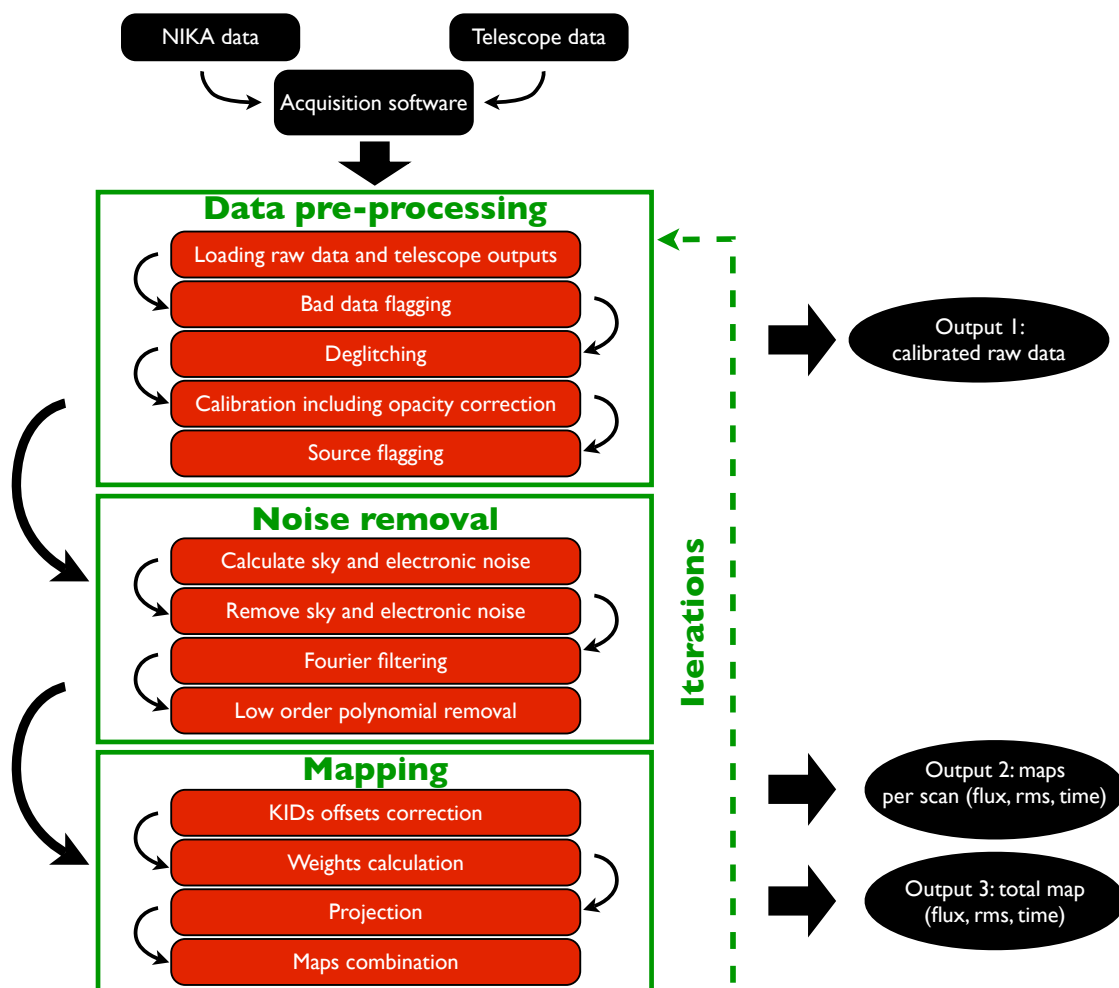 NIKA data
Telescope data
Acquisition software
Data pre-processing
Loading raw data and telescope outputs
Bad data flagging
Deglitching
Calibration including opacity correction
Source flagging
Output 1:
calibrated raw data
Noise removal
Calculate sky and electronic noise
Remove sky and electronic noise
Fourier filtering
Low order polynomial removal
Iterations
Mapping
KIDs offsets correction
Weights calculation
Projection
Maps combination
Output 2: maps
per scan (flux, rms, time)
Output 3: total map
(flux, rms, time)